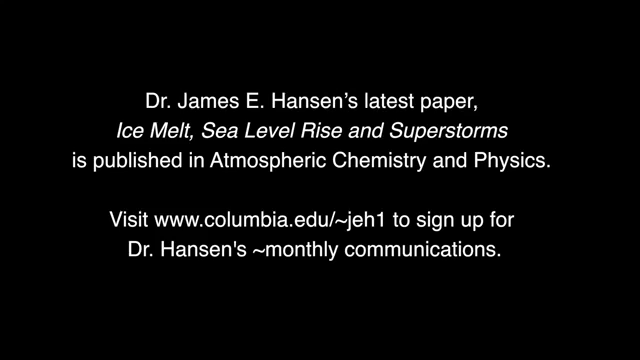 Dr. James E. Hansen’s latest paper,
Ice Melt, Sea Level Rise and Superstorms
is published in Atmospheric Chemistry and Physics.
Visit www.columbia.edu/~jeh1 to sign up for
Dr. Hansen's ~monthly communications.